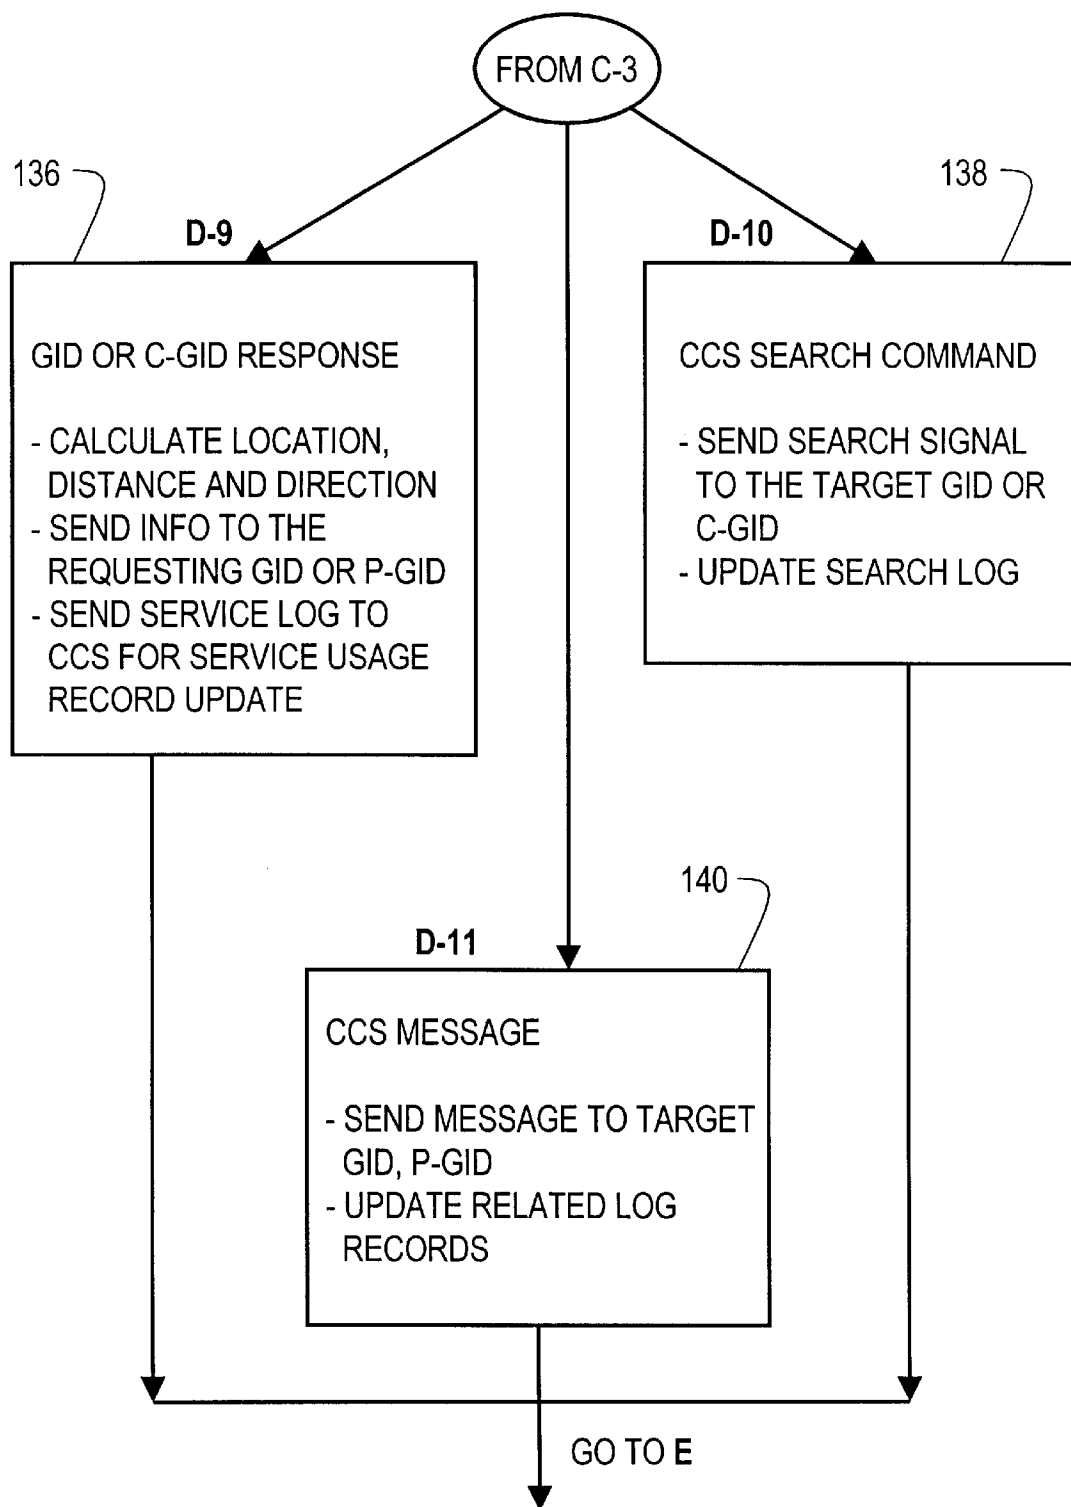 FROM C-3
136
138
D-9
D-10
GID OR C-GID RESPONSE
- CALCULATE LOCATION,
DISTANCE AND DIRECTION
- SEND INFO TO THE
REQUESTING GID OR P-GID
- SEND SERVICE LOG TO
CCS FOR SERVICE USAGE
RECORD UPDATE
CCS SEARCH COMMAND
- SEND SEARCH SIGNAL
TO THE TARGET GID OR
C-GID
- UPDATE SEARCH LOG
140
D-11
CCS MESSAGE
- SEND MESSAGE TO TARGET
GID, P-GID
- UPDATE RELATED LOG
RECORDS
GO TO E